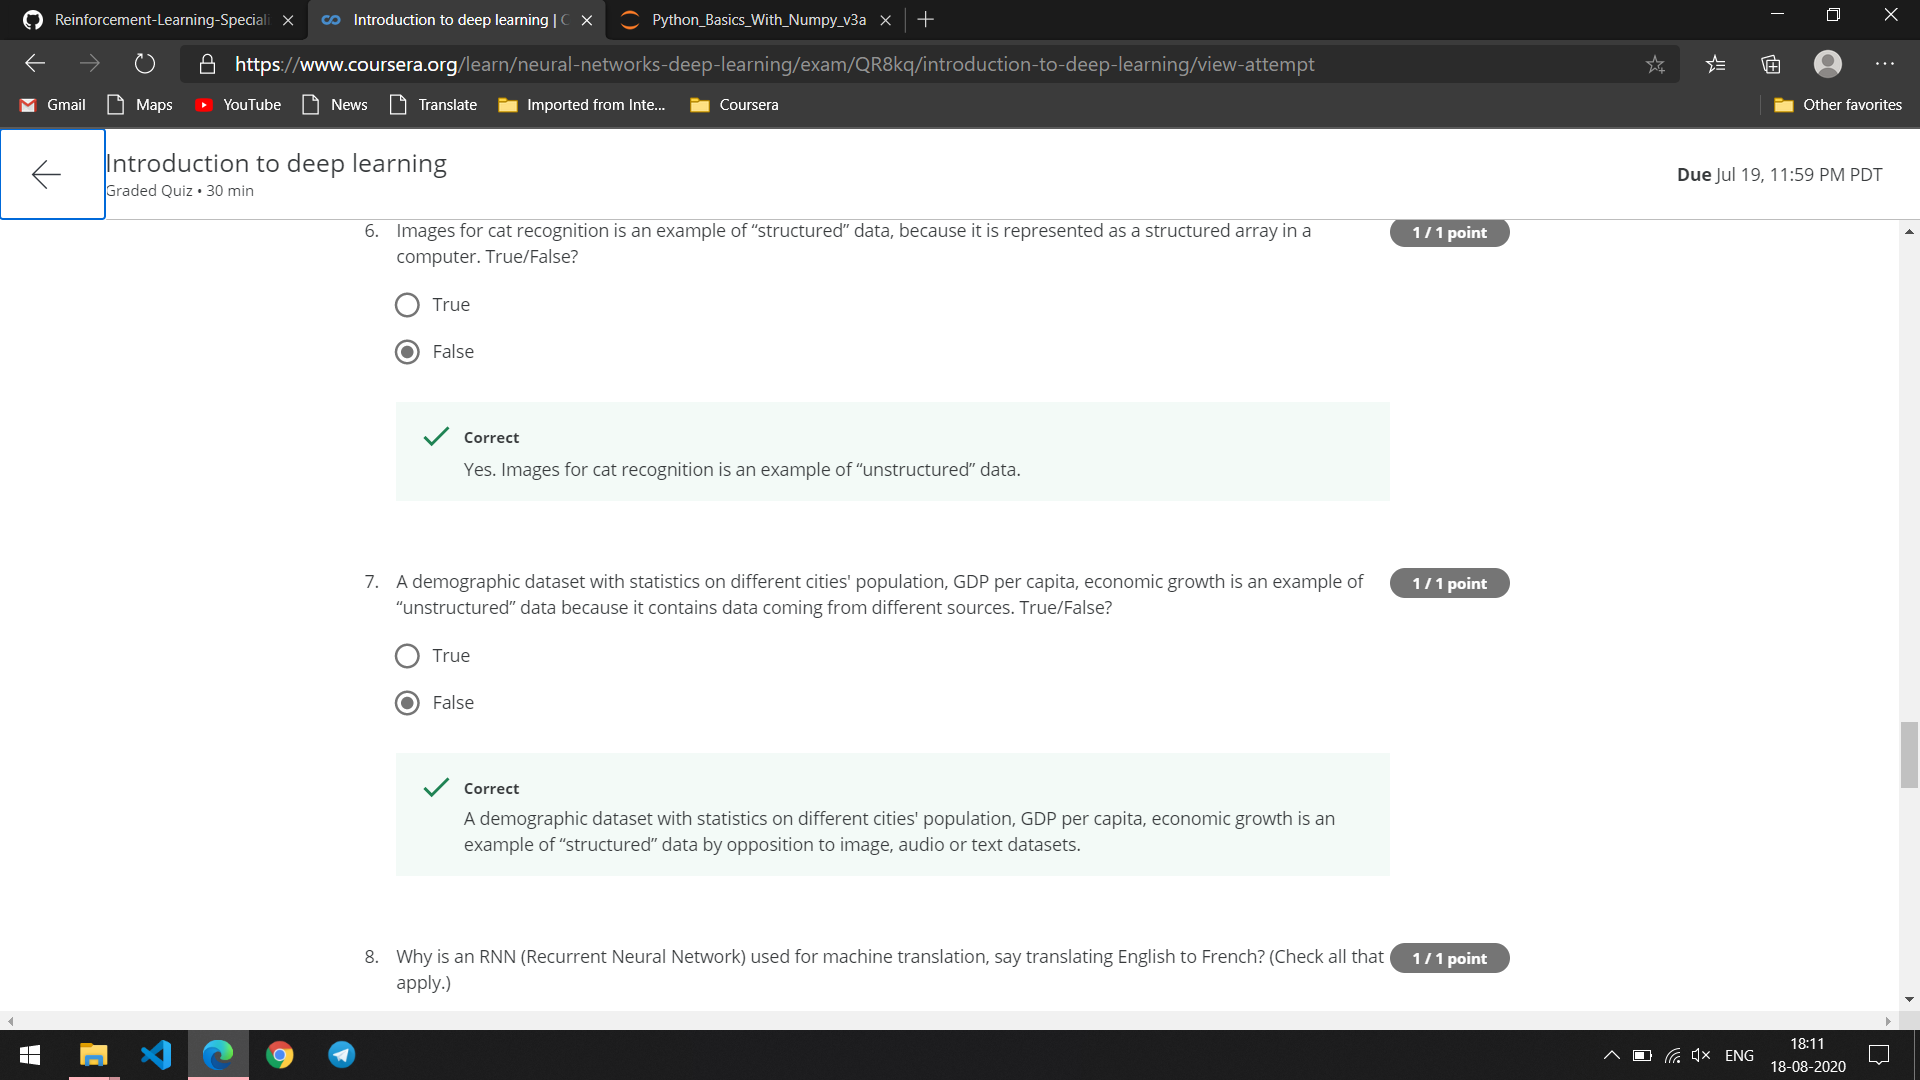 Reinforcement-Learning-Speciali
Introduction to deep learning | C
Python_Basics_With_Numpy_v3a
https://www.coursera.org/learn/neural-networks-deep-learning/exam/QR8kq/introduction-to-deep-learning/view-attempt
Gmail Maps YouTube News Translate Imported from Inte... Coursera Other favorites
Introduction to deep learning
Graded Quiz • 30 min
Due Jul 19, 11:59 PM PDT
6. Images for cat recognition is an example of “structured” data, because it is represented as a structured array in a 1 / 1 point
computer. True/False?
True
False
Correct
Yes. Images for cat recognition is an example of “unstructured” data.
7. A demographic dataset with statistics on different cities' population, GDP per capita, economic growth is an example of 1 / 1 point
“unstructured” data because it contains data coming from different sources. True/False?
True
False
Correct
A demographic dataset with statistics on different cities' population, GDP per capita, economic growth is an
example of “structured” data by opposition to image, audio or text datasets.
8. Why is an RNN (Recurrent Neural Network) used for machine translation, say translating English to French? (Check all that 1 / 1 point
apply.)
ENG
18:11
18-08-2020